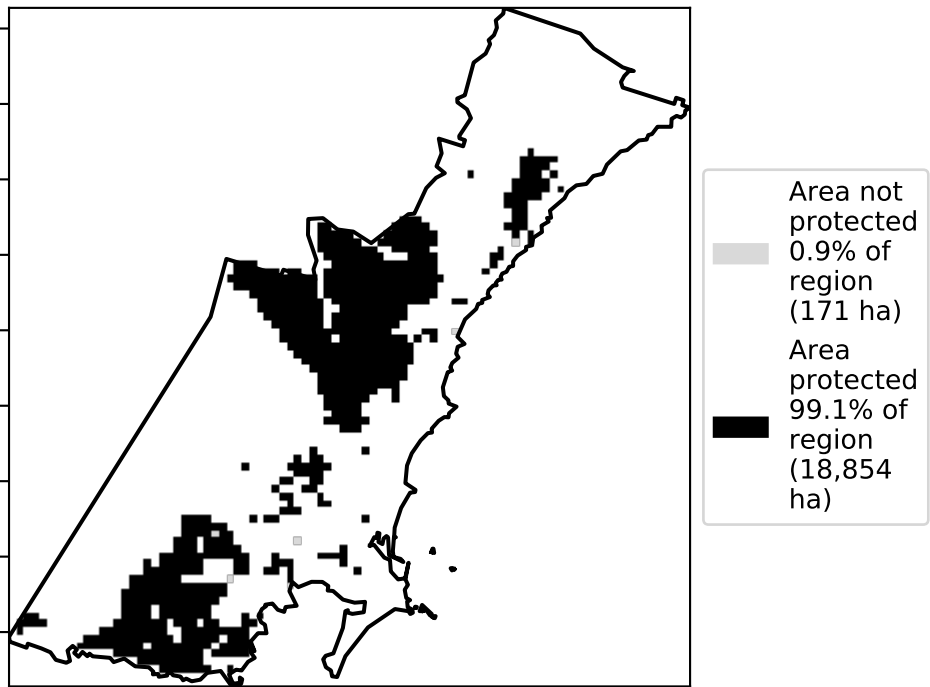 Area not
protected
0.9% of
region
(171 ha)
Area
protected
99.1% of
region
(18,854
ha)